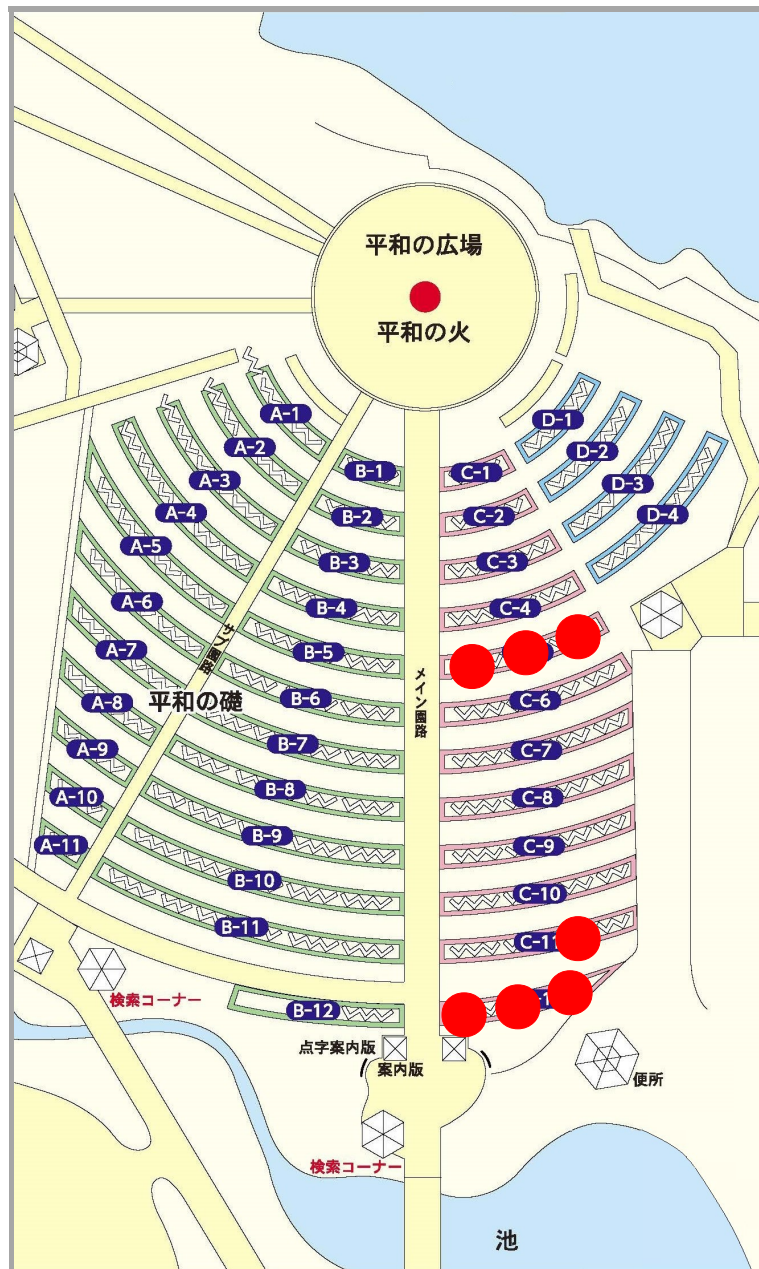 平和の広場
平和の火
A-1
A-2
A-3
A-4
A-5
A-6
A-7
A-8
A-9
A-10
A-11
B-1
B-2
B-3
B-4
B-5
B-6
B-7
B-8
B-9
B-10
B-11
B-12
C-1
C-2
C-3
C-4
C-6
C-7
C-8
C-9
C-10
C-11
D-1
D-2
D-3
D-4
サブ園路
メイン園路
平和の礎
検索コーナー
点字案内版
案内版
便所
検索コーナー
池